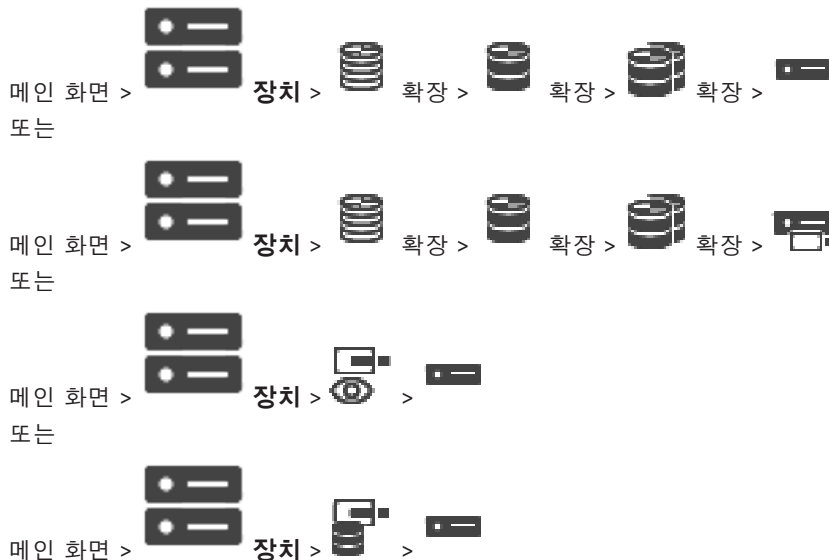 메인 화면 > 장치 > 확장 > 확장 > 확장 >
또는
메인 화면 > 장치 > 확장 > 확장 > 확장 >
또는
메인 화면 > 장치 > >
또는
메인 화면 > 장치 > >